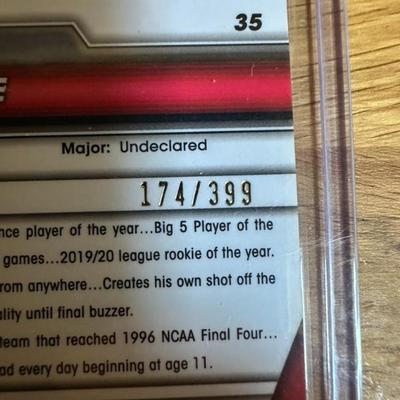 35
E
Major: Undeclared
174/399
nce player of the year...Big 5 Player of the
games...2019/20 league rookie of the year.
rom anywhere...Creates his own shot off the
ality until final buzzer.
team that reached 1996 NCAA Final Four...
ad every day beginning at age 11.